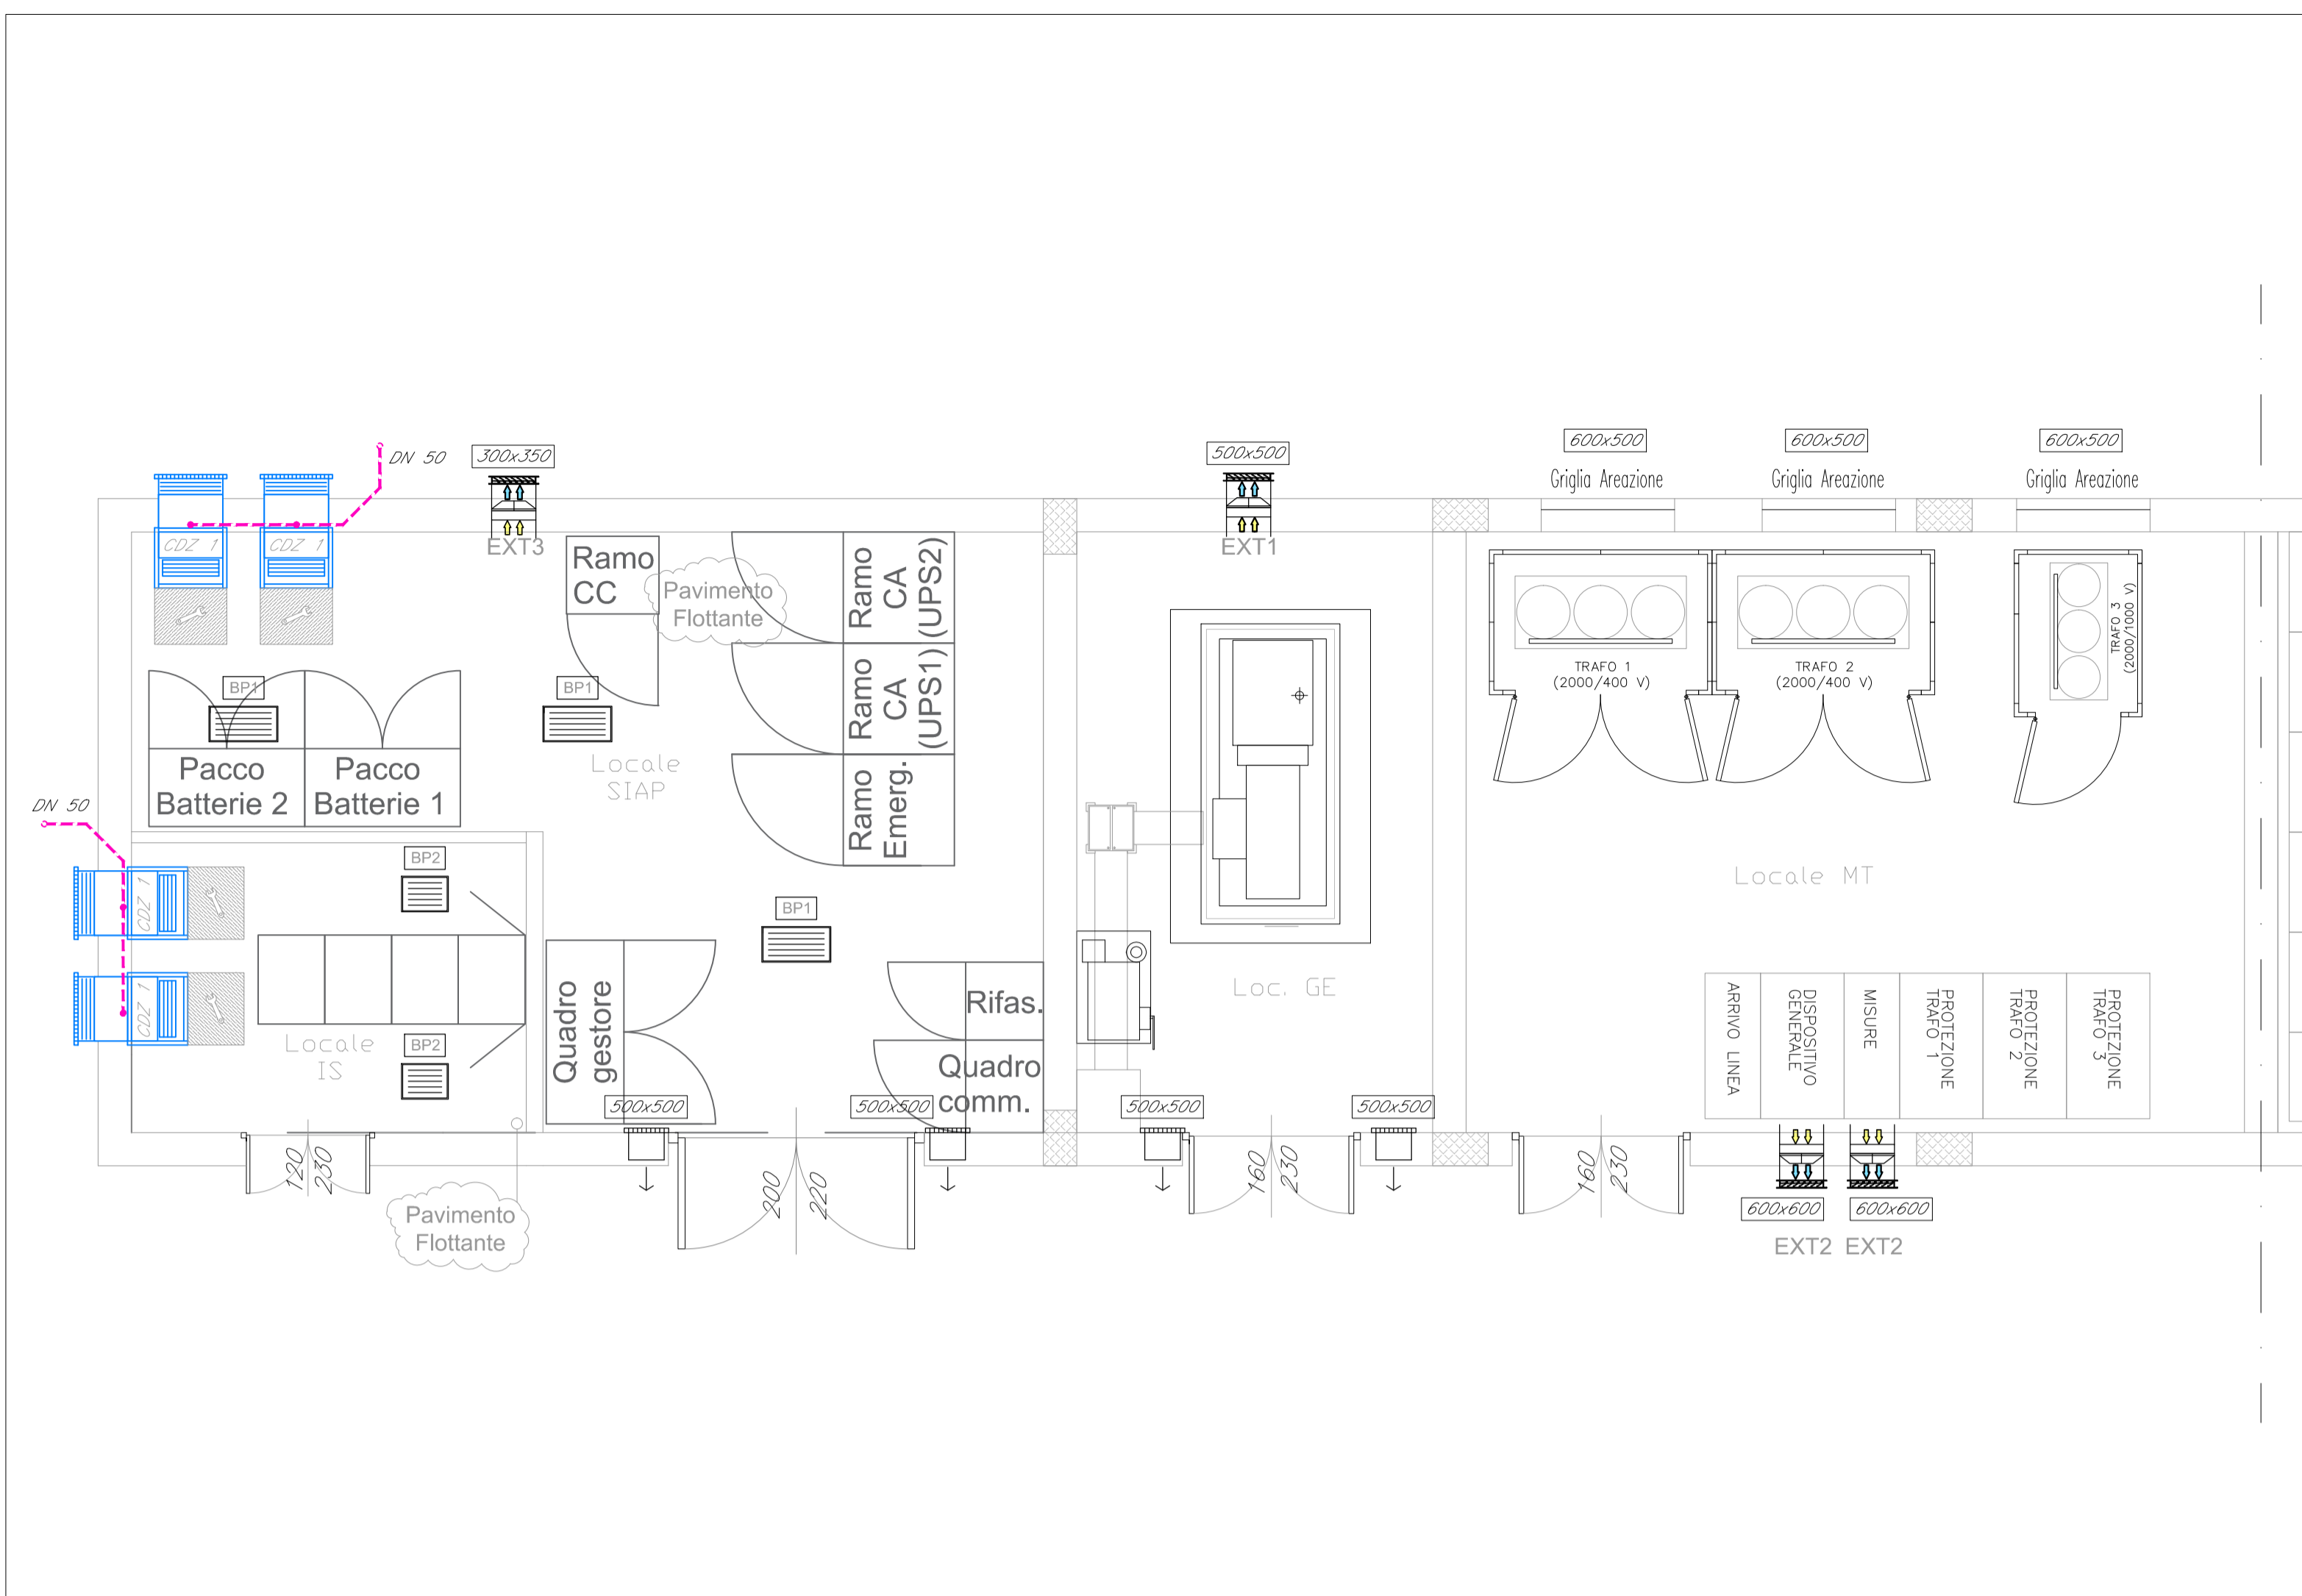 600x500
600x500
600x500
DN 50
300x350
500x500
Griglia Areazione
Griglia Areazione
Griglia Areazione
CDZ 1
CDZ 1
EXT3
EXT1
Ramo
CC
Pavimento
Flottante
Ramo
CA
(UPS2)
Ramo
CA
(UPS1)
Ramo
Emerg.
TRAFO 1
(2000/400 V)
TRAFO 2
(2000/400 V)
TRAFO 3
(2000/1000 V)
BP1
BP1
Locale
SIAP
Pacco
Batterie 2
Pacco
Batterie 1
DN 50
BP2
CDZ 1
CDZ 1
BP1
Locale MT
Quadro
gestore
Rifas.
Quadro
comm.
Loc. GE
ARRIVO LINEA
DISPOSITIVO
GENERALE
MISURE
PROTEZIONE
TRAFO 1
PROTEZIONE
TRAFO 2
PROTEZIONE
TRAFO 3
Locale
IS
BP2
500x500
500x500
500x500
500x500
120
230
200
220
160
230
160
230
Pavimento
Flottante
600x600
600x600
EXT2
EXT2